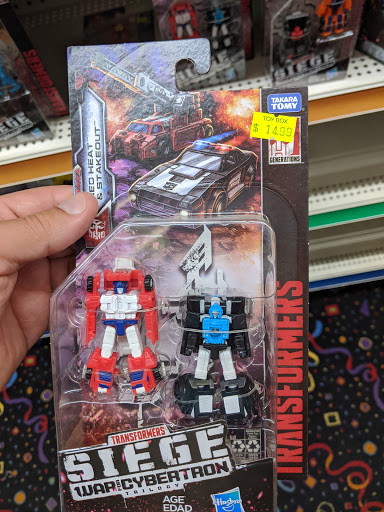 TAKARA
TOMY
TOY BOX
$ 14.99
GENERATIONS
RED HEAT
& STAKEOUT
TRANSFORMERS
TRANSFORMERS
SIEGE
WAR FOR CYBERTRON
TRILOGY
AGE
EDAD
Hasbro
SIEGE